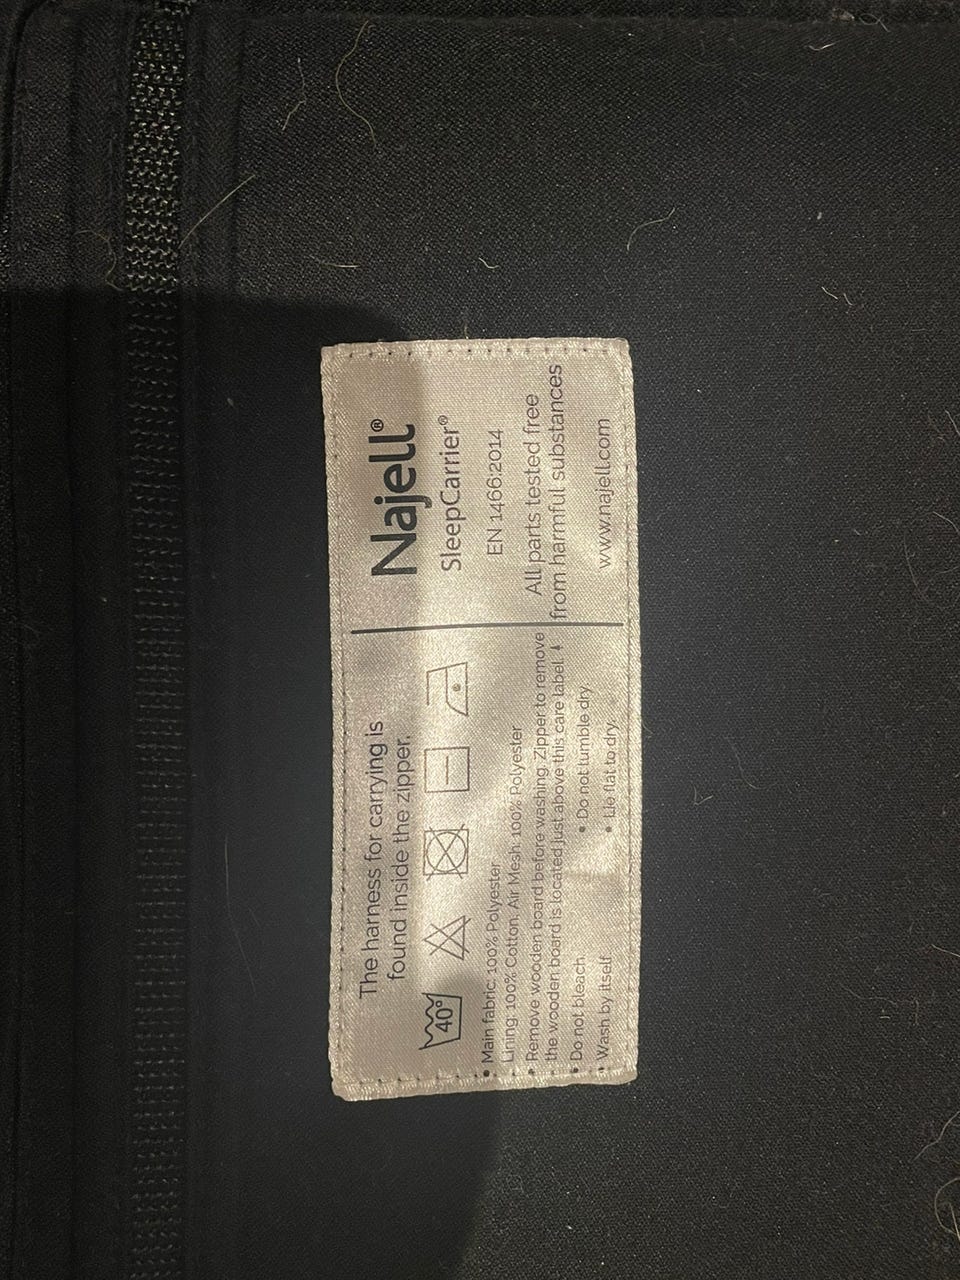 The harness for carrying is
found inside the zipper.
40°
• Main fabric: 100% Polyester
Lining: 100% Cotton, Air Mesh: 100% Polyester
• Remove wooden board before washing. Zipper to remove
the wooden board is located just above this care label.
• Do not bleach
• Do not tumble dry
• Wash by itself
• Lie flat to dry.
Najell®
SleepCarrier®
EN 1466:2014
All parts tested free
from harmful substances
www.najell.com